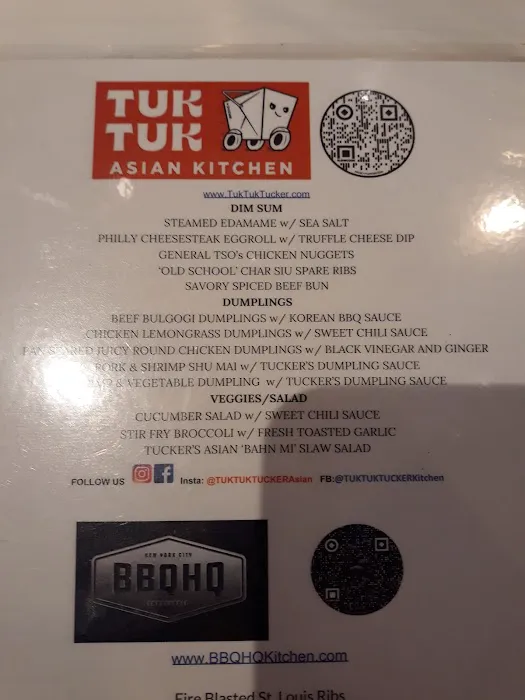 TUK
TUK
ASIAN KITCHEN
www.TukTukTucker.com
DIM SUM
STEAMED EDAMAME w/ SEA SALT
PHILLY CHEESESTEAK EGGROLL w/ TRUFFLE CHEESE DIP
GENERAL TSO's CHICKEN NUGGETS
'OLD SCHOOL' CHAR SIU SPARE RIBS
SAVORY SPICED BEEF BUN
DUMPLINGS
BEEF BULGOGI DUMPLINGS w/ KOREAN BBQ SAUCE
CHICKEN LEMONGRASS DUMPLINGS w/ SWEET CHILI SAUCE
PAN SEARED JUICY ROUND CHICKEN DUMPLINGS w/ BLACK VINEGAR AND GINGER
PORK & SHRIMP SHU MAI w/ TUCKER'S DUMPLING SAUCE
& VEGETABLE DUMPLING w/ TUCKER'S DUMPLING SAUCE
VEGGIES/SALAD
CUCUMBER SALAD w/ SWEET CHILI SAUCE
STIR FRY BROCCOLI w/ FRESH TOASTED GARLIC
TUCKER'S ASIAN 'BAHN MI' SLAW SALAD
FOLLOW US Insta: @TUKTUKTUCKERAsian FB:@TUKTUKTUCKERKitchen
NEW YORK CITY
BBQHQ
www.BBQHQKitchen.com
Fire Blasted St. Louis Ribs